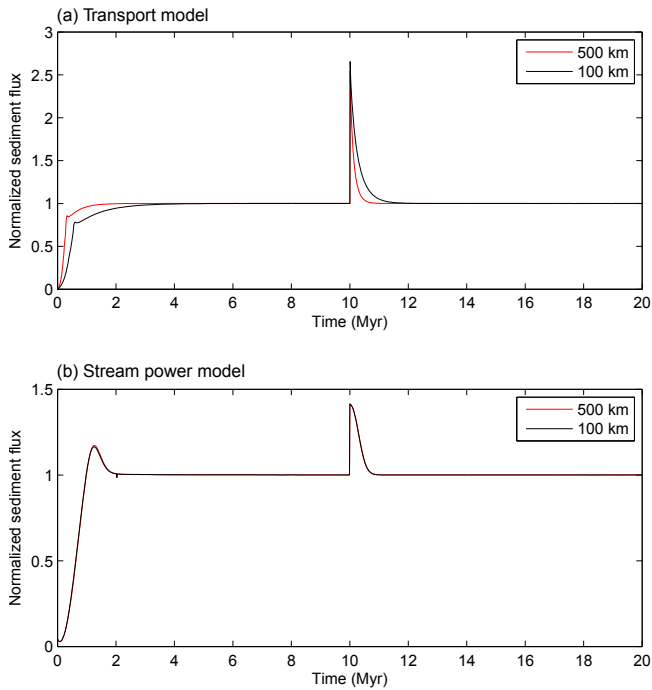 (a) Transport model
3
2.5
2
1.5
1
0.5
0
Normalized sediment flux
500 km
100 km
0 2 4 6 8 10 12 14 16 18 20
Time (Myr)
(b) Stream power model
1.5
1
0.5
0
Normalized sediment flux
500 km
100 km
0 2 4 6 8 10 12 14 16 18 20
Time (Myr)